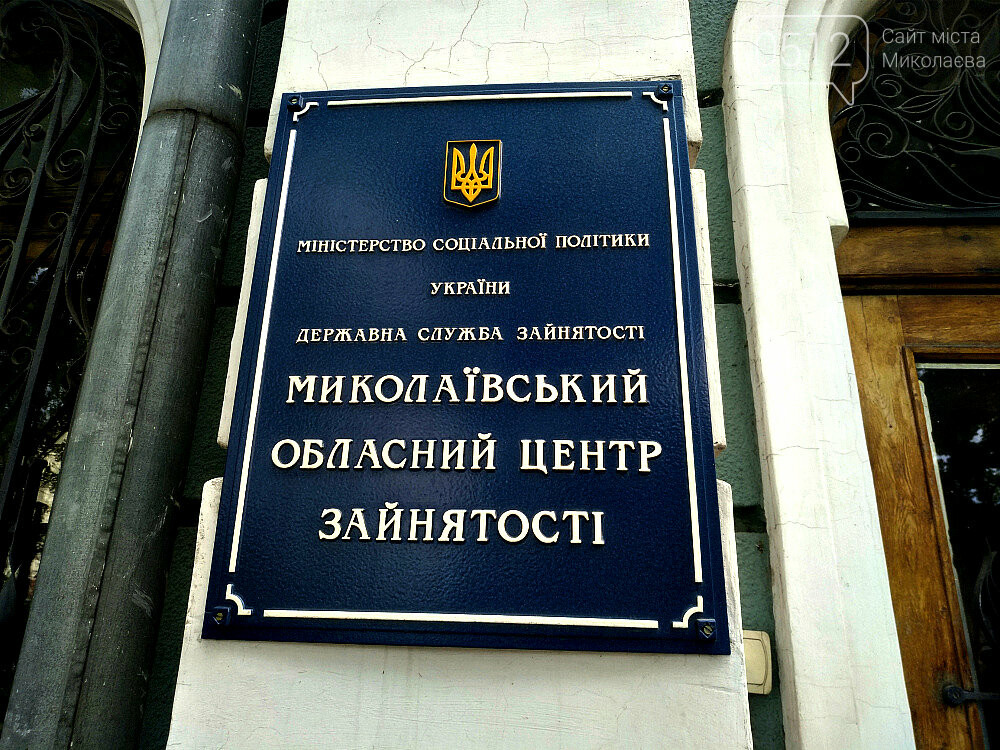 0512
Сайт міста
Миколаєва
МІНІСТЕРСТВО СОЦІАЛЬНОЇ ПОЛІТИКИ
УКРАЇНИ
ДЕРЖАВНА СЛУЖБА ЗАЙНЯТОСТІ
МИКОЛАЇВСЬКИЙ
ОБЛАСНИЙ ЦЕНТР
ЗАЙНЯТОСТІ